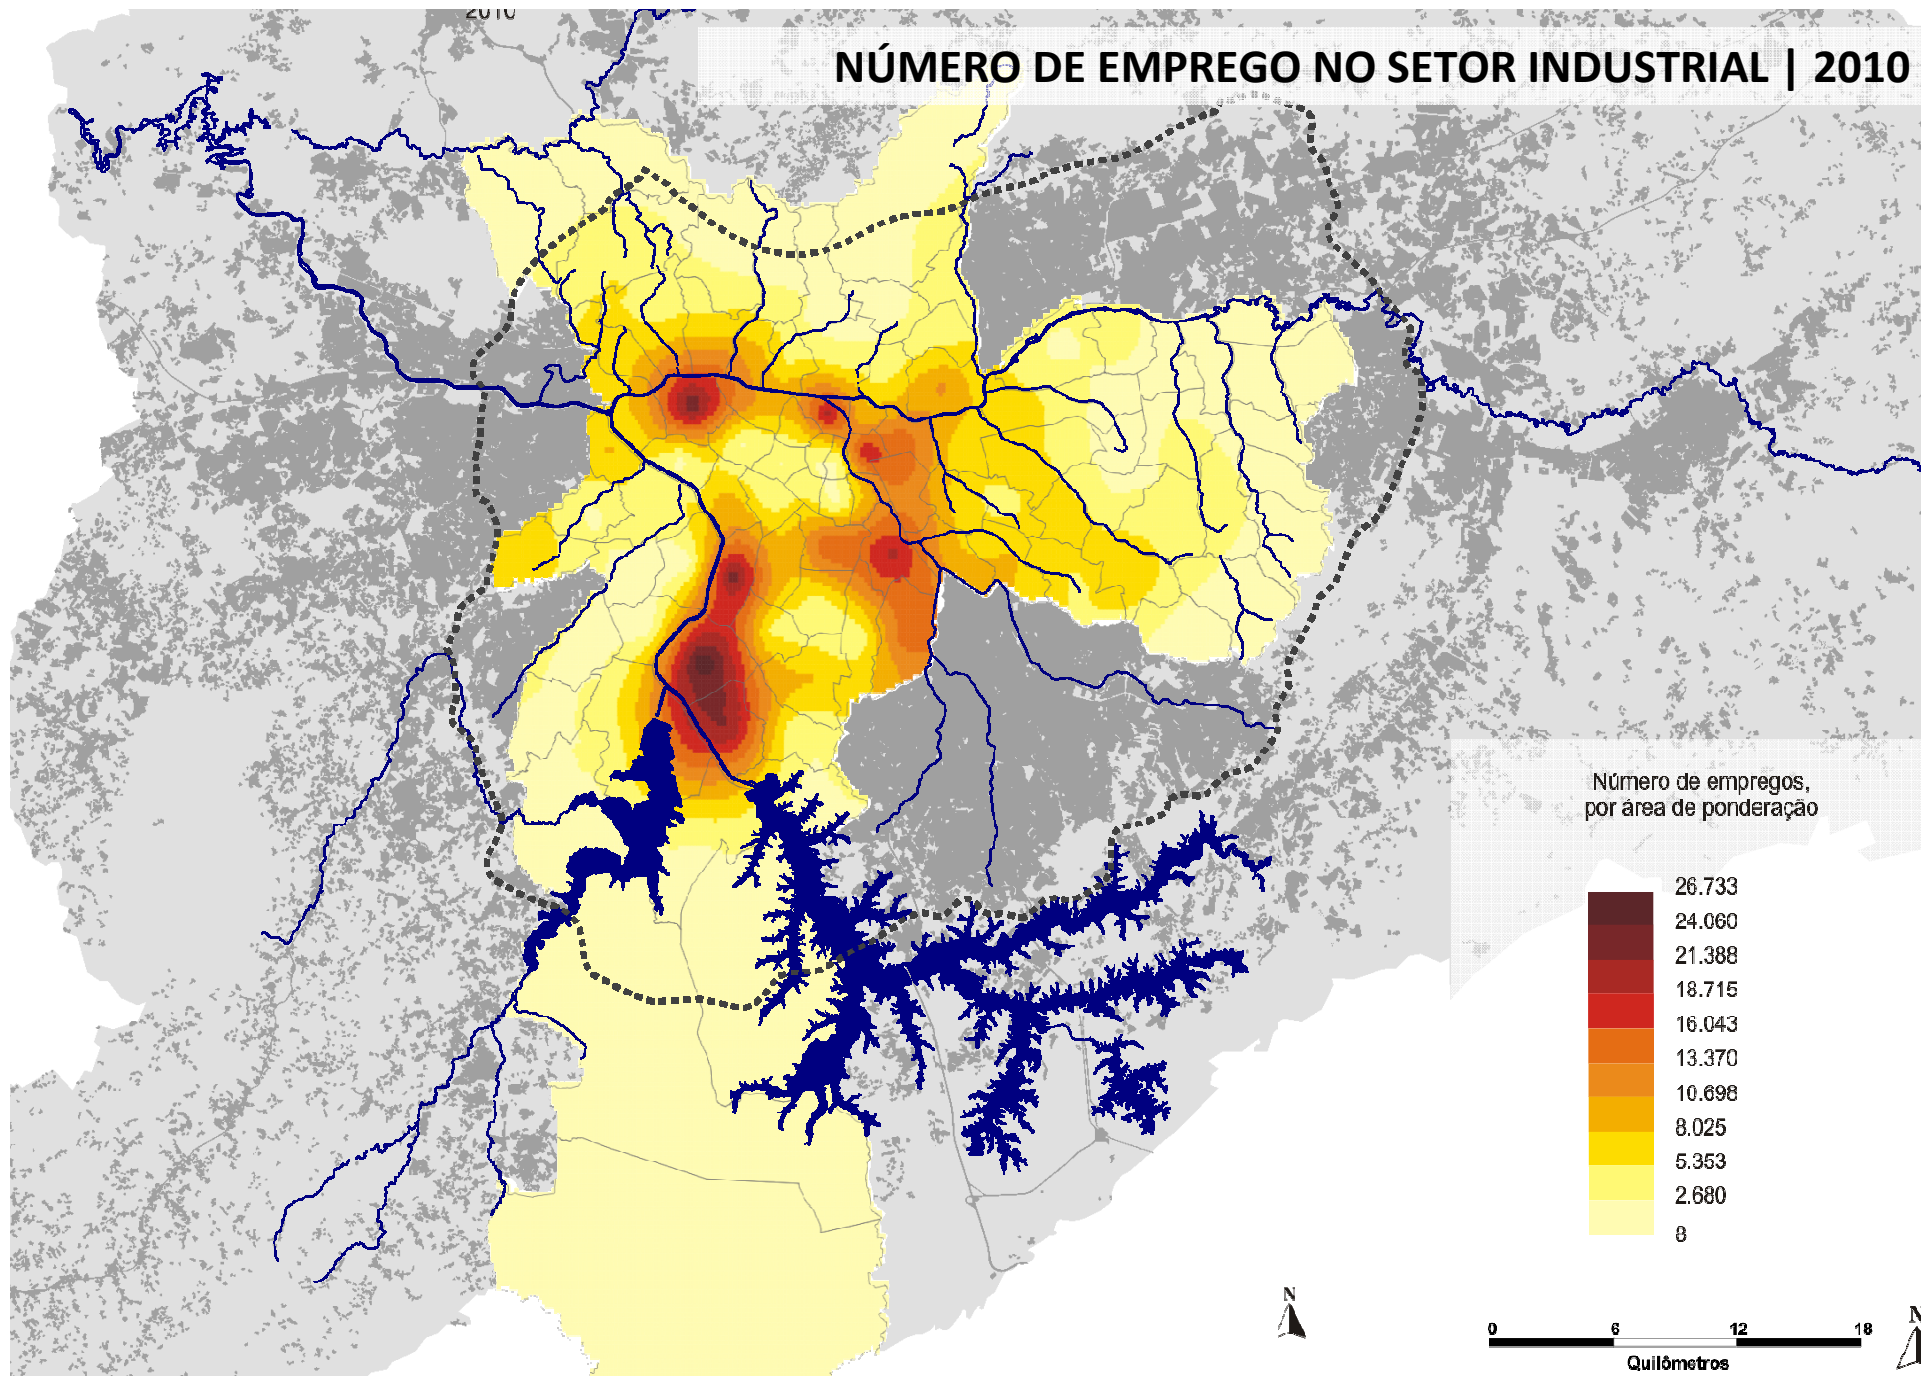 2010
NÚMERO DE EMPREGO NO SETOR INDUSTRIAL | 2010
Número de empregos,
por área de ponderação
26.733
24.060
21.388
18.715
16.043
13.370
10.698
8.025
5.353
2.680
8
N
N
0 6 12 18
Quilômetros